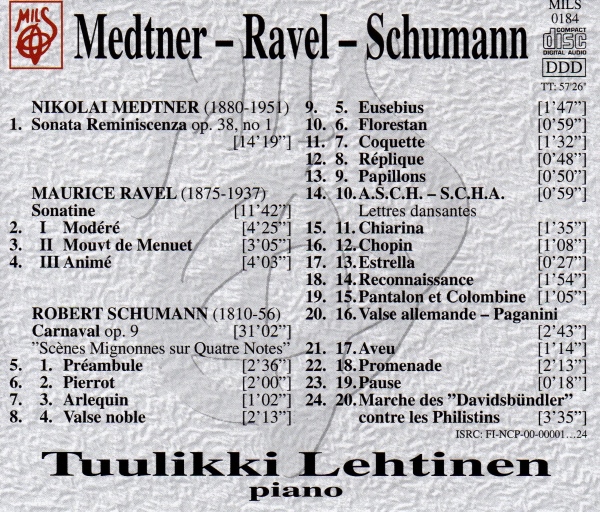 MILS
Medtner – Ravel – Schumann
MILS
0184
COMPACT
disc
DIGITAL AUDIO
DDD
TT: 57'26"
NIKOLAI MEDTNER (1880-1951)
1. Sonata Reminiscenza op. 38, no 1
[14'19”]
MAURICE RAVEL (1875-1937)
Sonatine [11'42”]
2. I Modéré [4'25”]
3. II Mouvt de Menuet [3'05”]
4. III Animé [4'03”]
ROBERT SCHUMANN (1810-56)
Carnaval op. 9 [31'02”]
”Scènes Mignonnes sur Quatre Notes”
5. 1. Préambule [2'36”]
6. 2. Pierrot [2'00”]
7. 3. Arlequin [1'02”]
8. 4. Valse noble [2'13”]
9. 5. Eusebius [1'47”]
10. 6. Florestan [0'59”]
11. 7. Coquette [1'32”]
12. 8. Réplique [0'48”]
13. 9. Papillons [0'50”]
14. 10. A.S.C.H. – S.C.H.A. [0'59”]
Lettres dansantes
15. 11. Chiarina [1'35”]
16. 12. Chopin [1'08”]
17. 13. Estrella [0'27”]
18. 14. Reconnaissance [1'54”]
19. 15. Pantalon et Colombine [1'05”]
20. 16. Valse allemande – Paganini
[2'43”]
21. 17. Aveu [1'14”]
22. 18. Promenade [2'13”]
23. 19. Pause [0'18”]
24. 20. Marche des ”Davidsbündler”
contre les Philistins [3'35”]
ISRC: FI-NCP-00-00001...24
Tuulikki Lehtinen
piano